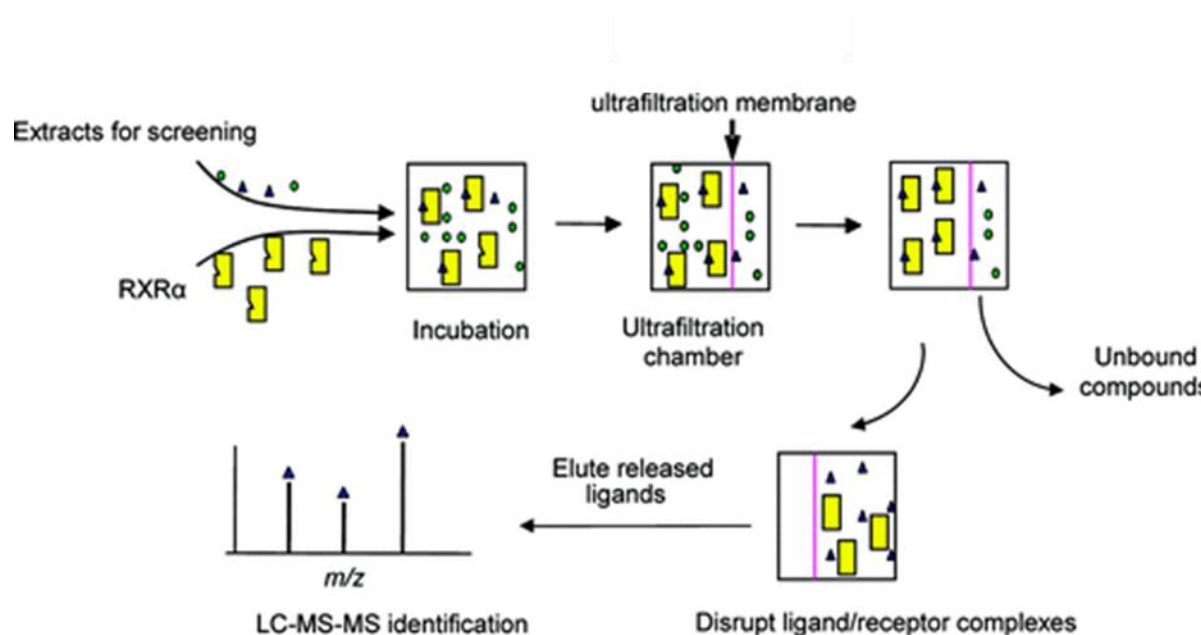 ultrafiltration membrane
Extracts for screening
RXRα
Incubation
Ultrafiltration
chamber
Unbound
compounds
Elute released
ligands
m/z
LC-MS-MS identification
Disrupt ligand/receptor complexes